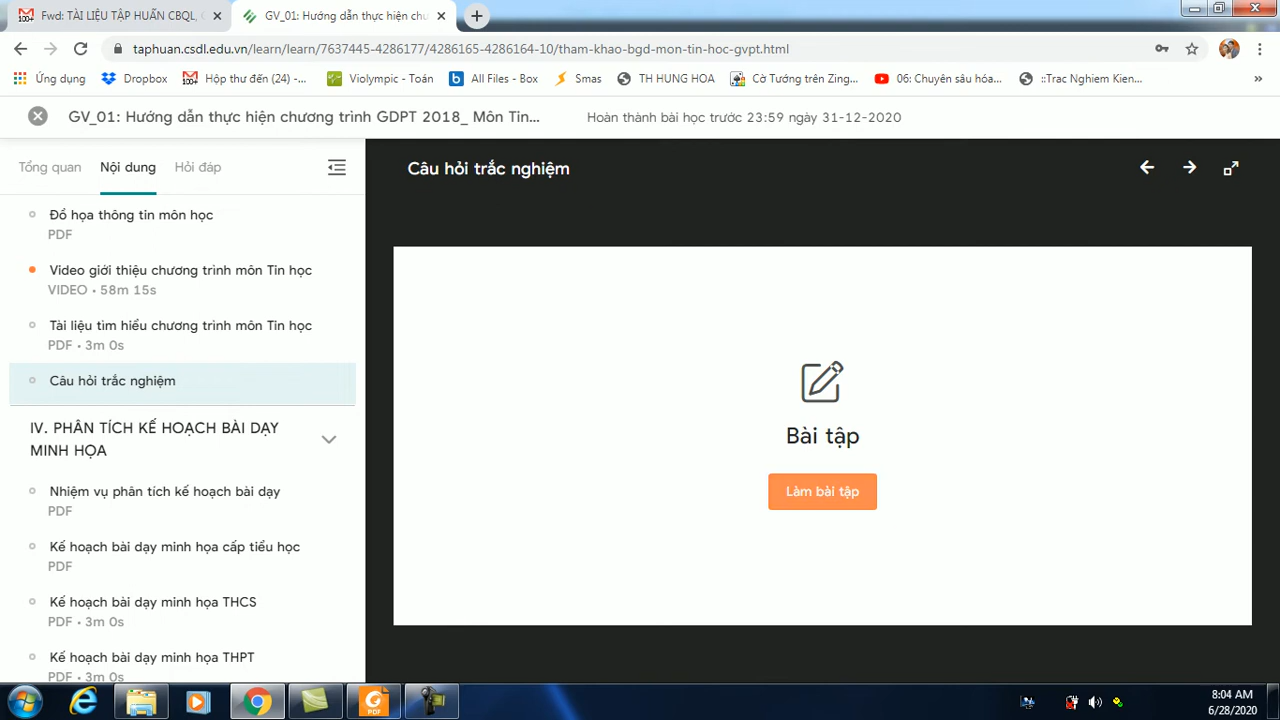 Fwd: TÀI LIỆU TẬP HUẤN CBQL, G
GV_01: Hướng dẫn thực hiện chư
taphuan.csdl.edu.vn/learn/learn/7637445-4286177/4286165-4286164-10/tham-khao-bgd-mon-tin-hoc-gvpt.html
Ứng dụng
Dropbox
Hộp thư đến (24) -...
Violympic - Toán
All Files - Box
Smas
TH HUNG HOA
Cờ Tướng trên Zing...
06: Chuyên sâu hóa...
::Trac Nghiem Kien...
»
GV_01: Hướng dẫn thực hiện chương trình GDPT 2018_ Môn Tin...
Hoàn thành bài học trước 23:59 ngày 31-12-2020
Tổng quan
Nội dung
Hỏi đáp
Câu hỏi trắc nghiệm
Đồ họa thông tin môn học
PDF
Video giới thiệu chương trình môn Tin học
VIDEO • 58m 15s
Tài liệu tìm hiểu chương trình môn Tin học
PDF • 3m 0s
Câu hỏi trắc nghiệm
IV. PHÂN TÍCH KẾ HOẠCH BÀI DẠY
MINH HỌA
Nhiệm vụ phân tích kế hoạch bài dạy
PDF
Kế hoạch bài dạy minh họa cấp tiểu học
PDF
Kế hoạch bài dạy minh họa THCS
PDF • 3m 0s
Kế hoạch bài dạy minh họa THPT
PDF • 3m 0s
Bài tập
Làm bài tập
8:04 AM
6/28/2020